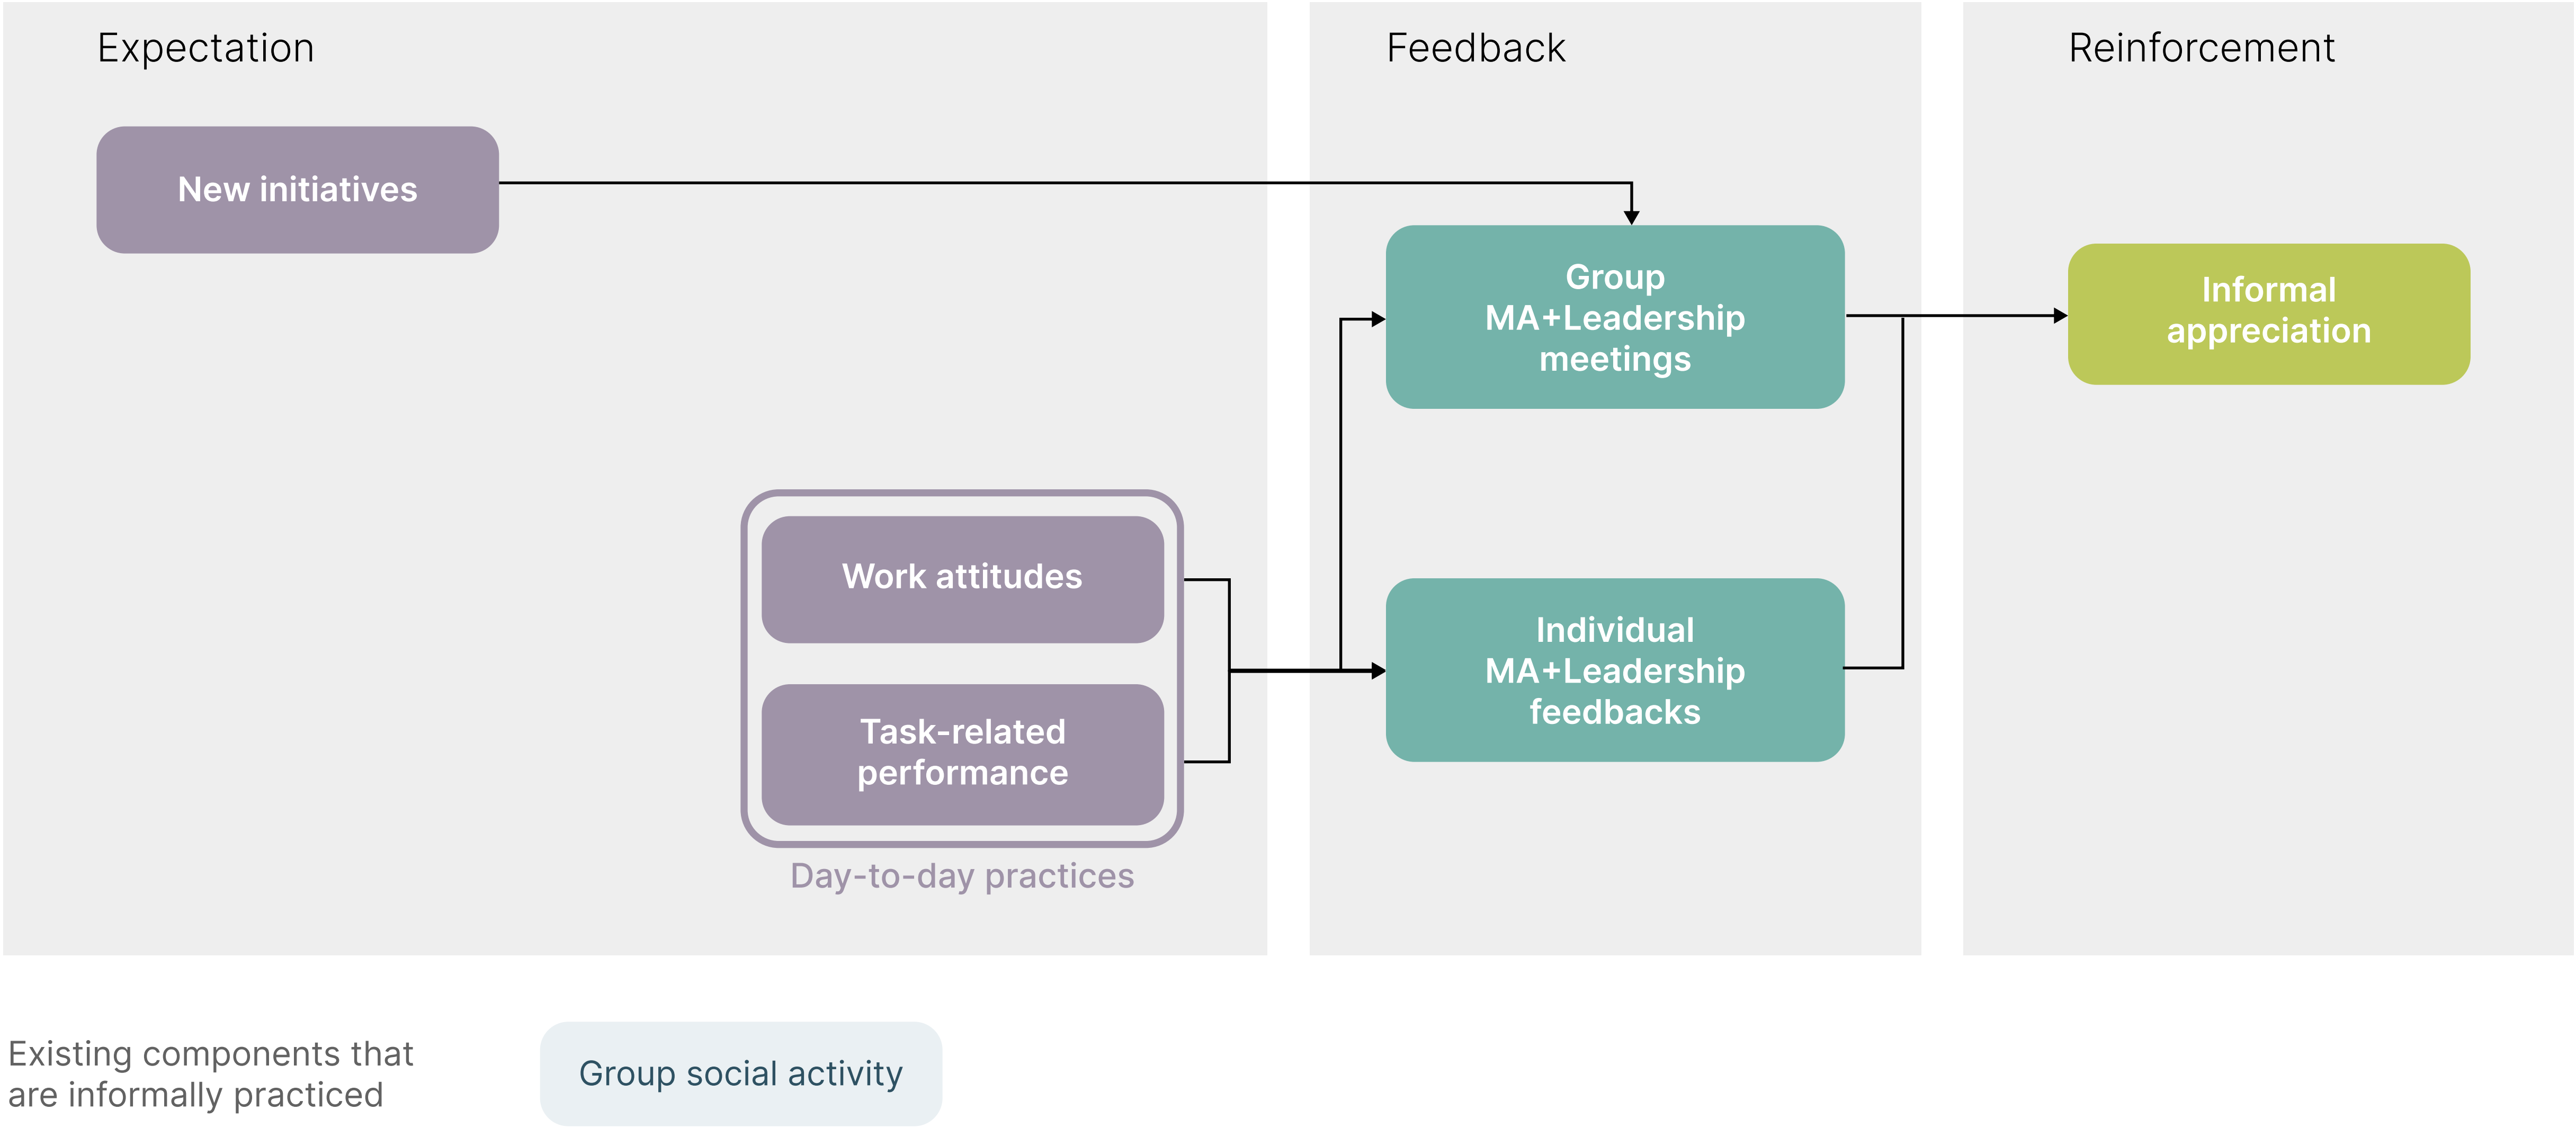 Expectation
Feedback
Reinforcement
New initiatives
Group
MA+Leadership
meetings
Informal
appreciation
Work attitudes
Task-related
performance
Day-to-day practices
Individual
MA+Leadership
feedbacks
Existing components that
are informally practiced
Group social activity